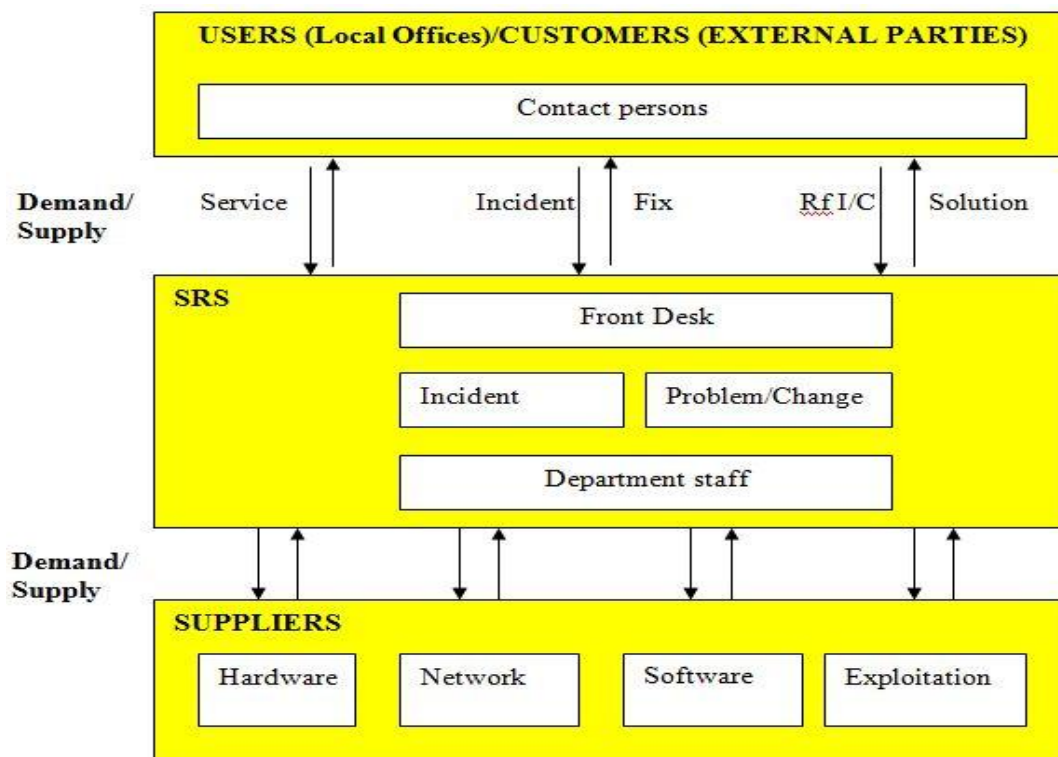 USERS (Local Offices)/CUSTOMERS (EXTERNAL PARTIES)
Contact persons
Demand/
Supply
Service
Incident
Fix
Rf I/C
Solution
SRS
Front Desk
Incident
Problem/Change
Department staff
Demand/
Supply
SUPPLIERS
Hardware
Network
Software
Exploitation